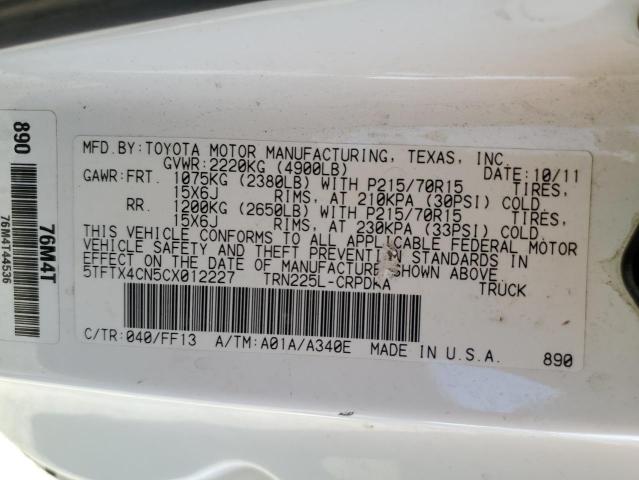 MFD.BY:TOYOTA MOTOR MANUFACTURING, TEXAS, INC.
GVWR:2220KG (4900LB) DATE:10/11
GAWR:FRT. 1075KG (2380LB) WITH P215/70R15 TIRES,
15X6J RIMS, AT 210KPA (30PSI) COLD.
RR. 1200KG (2650LB) WITH P215/70R15 TIRES,
15X6J RIMS, AT 230KPA (33PSI) COLD.
THIS VEHICLE CONFORMS TO ALL APPLICABLE FEDERAL MOTOR
VEHICLE SAFETY AND THEFT PREVENTION STANDARDS IN
EFFECT ON THE DATE OF MANUFACTURE SHOWN ABOVE.
5TFTX4CN5CX012227 TRN225L-CRPDKA TRUCK
C/TR:040/FF13 A/TM:A01A/A340E MADE IN U.S.A. 890
890 76M4T
76M4T44536